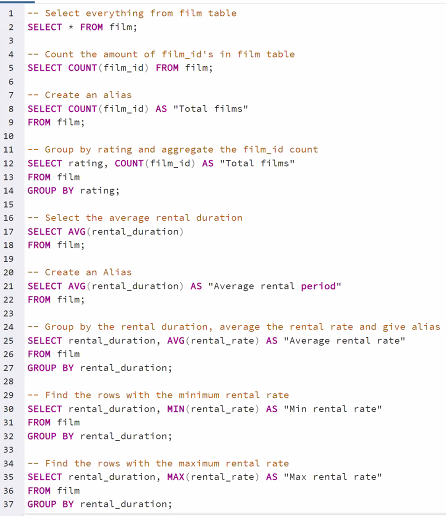 1 -- Select everything from film table
2 SELECT * FROM film;
3
4 -- Count the amount of film_id's in film table
5 SELECT COUNT(film_id) FROM film;
6
7 -- Create an alias
8 SELECT COUNT(film_id) AS "Total films"
9 FROM film;
10
11 -- Group by rating and aggregate the film_id count
12 SELECT rating, COUNT(film_id) AS "Total films"
13 FROM film
14 GROUP BY rating;
15
16 -- Select the average rental duration
17 SELECT AVG(rental_duration)
18 FROM film;
19
20 -- Create an Alias
21 SELECT AVG(rental_duration) AS "Average rental period"
22 FROM film;
23
24 -- Group by the rental duration, average the rental rate and give alias
25 SELECT rental_duration, AVG(rental_rate) AS "Average rental rate"
26 FROM film
27 GROUP BY rental_duration;
28
29 -- Find the rows with the minimum rental rate
30 SELECT rental_duration, MIN(rental_rate) AS "Min rental rate"
31 FROM film
32 GROUP BY rental_duration;
33
34 -- Find the rows with the maximum rental rate
35 SELECT rental_duration, MAX(rental_rate) AS "Max rental rate"
36 FROM film
37 GROUP BY rental_duration;